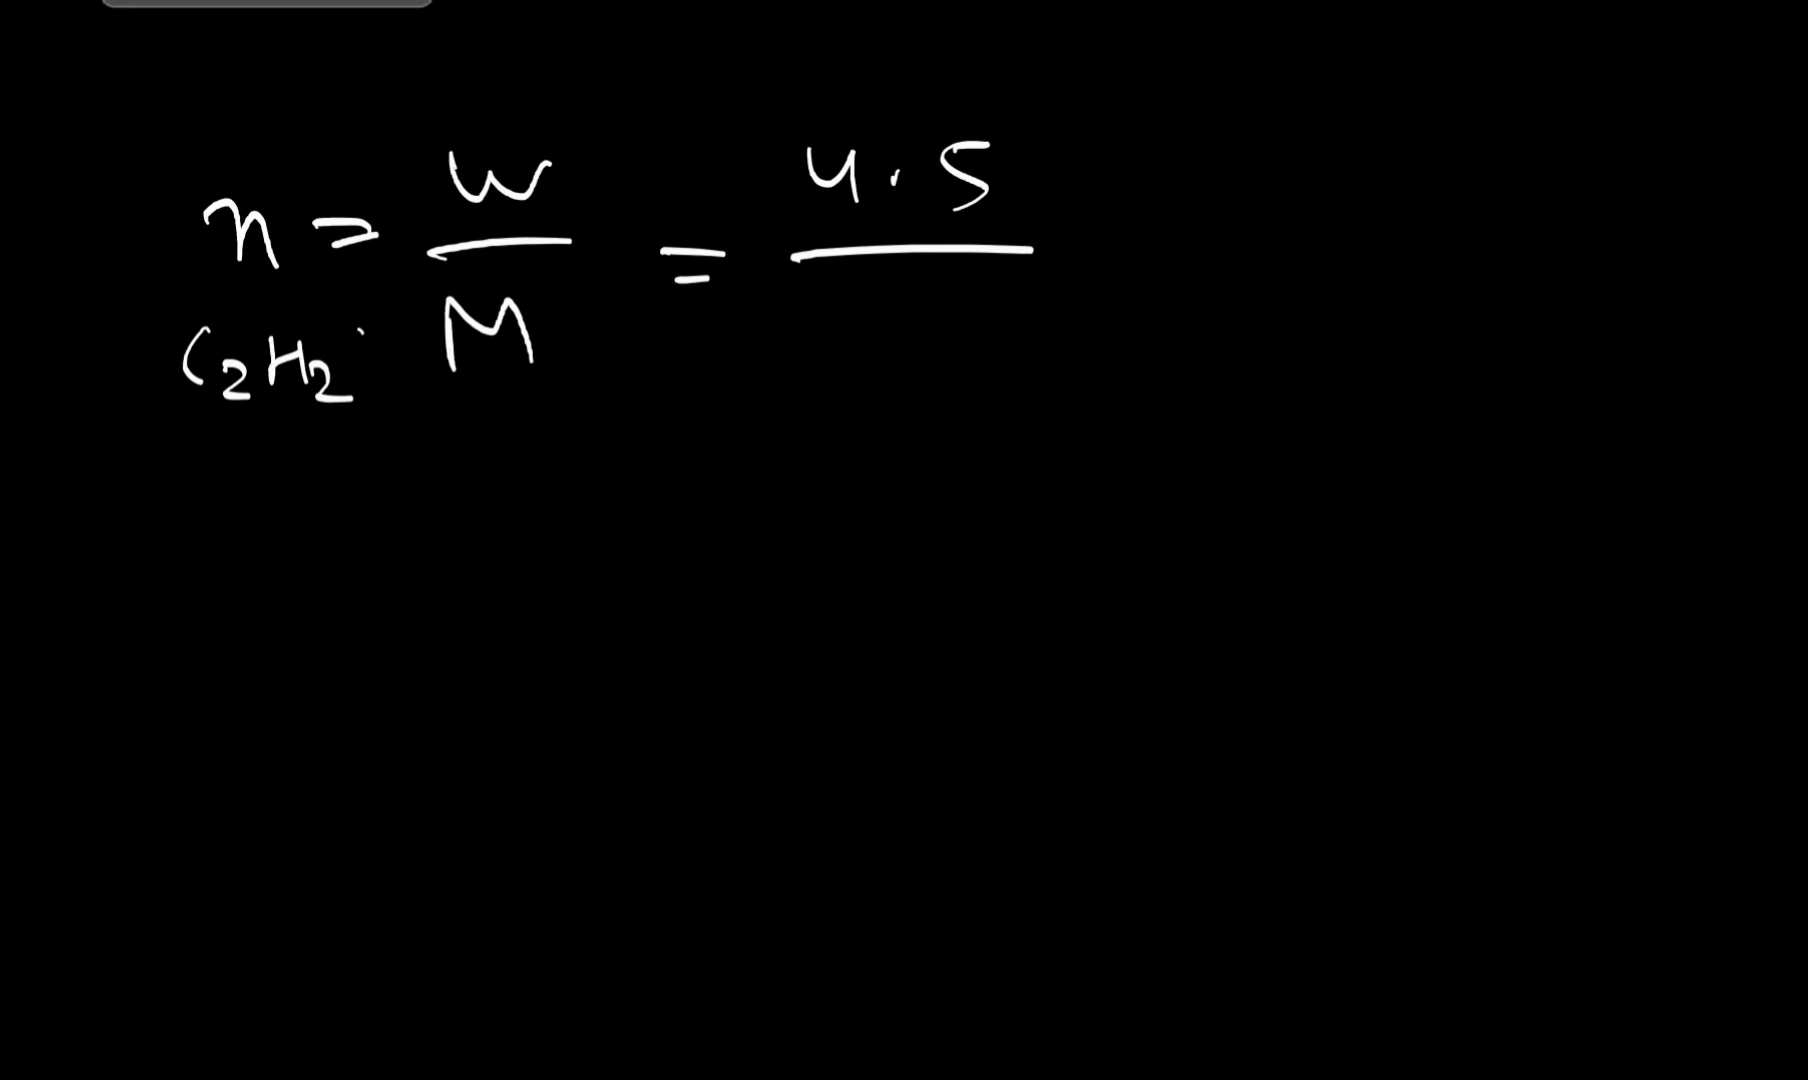 n = W/M = 4.5/
C2H2